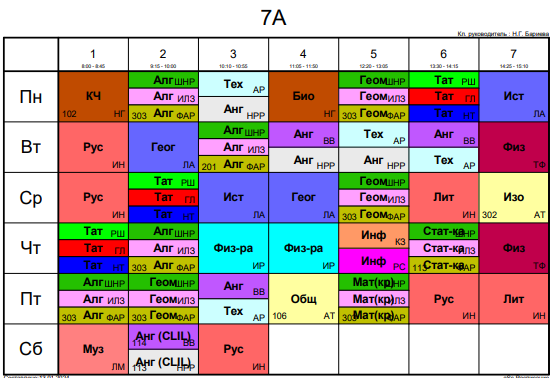 7А
Кл. руководитель : Н.Г. Бариева
1 2 3 4 5 6 7
8:00 - 8:45 9:15 - 10:00 10:10 - 10:55 11:05 - 11:50 12:20 - 13:05 13:30 - 14:15 14:25 - 15:10
Пн
КЧ 102 НГ
Алг ШНР
Алг ИЛЗ
303 Алг ФАР
Тех АР
Анг НРР
Био НГ
Геом ШНР
Геом ИЛЗ
303 Геом ФАР
Тат РШ
Тат ГЛ
Тат НТ
Ист ЛА
Вт
Рус ИН
Геог ЛА
Алг ШНР
Алг ИЛЗ
201 Алг ФАР
Анг ВВ
Анг НРР
Тех АР
Анг НРР
Анг ВВ
Тех АР
Физ ТФ
Ср
Рус ИН
Тат РШ
Тат ГЛ
Тат НТ
Ист ЛА
Геог ЛА
Геом ШНР
Геом ИЛЗ
303 Геом ФАР
Лит ИН
Изо 302 АТ
Чт
Тат РШ
Тат ГЛ
Тат НТ
Алг ШНР
Алг ИЛЗ
303 Алг ФАР
Физ-ра ИР
Физ-ра ИР
Инф КЗ
Инф РС
Стат-ка ШНР
Стат-ка ИЛЗ
113 Стат-ка ФАР
Физ ТФ
Пт
Алг ШНР
Алг ИЛЗ
303 Алг ФАР
Геом ШНР
Геом ИЛЗ
303 Геом ФАР
Анг ВВ
Тех АР
Общ 106 АТ
Мат(кр) ШНР
Мат(кр) ИЛЗ
303 Мат(кр) ФАР
Рус ИН
Лит ИН
Сб
Муз ЛМ
Анг (CLIL) 114 ВВ
Анг (CLIL) 113 НРР
Рус ИН